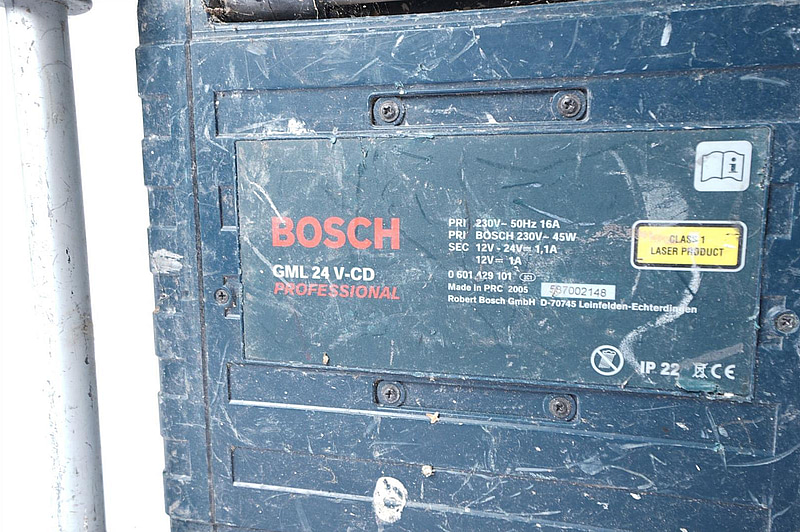 BOSCH
GML 24 V-CD
PROFESSIONAL
PRI 230V~ 50Hz 16A
PRI BOSCH 230V~ 45W
SEC 12V - 24V= 1,1A
12V= 1A
0 601 429 101
Made in PRC 2005 597002148
Robert Bosch GmbH D-70745 Leinfelden-Echterdingen
CLASS 1
LASER PRODUCT
IP 22 CE